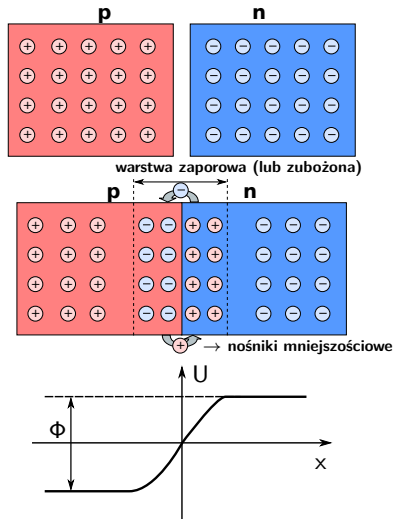 p n
warstwa zaporowa (lub zubożona)
p n
→ nośniki mniejszościowe
U
Φ
x